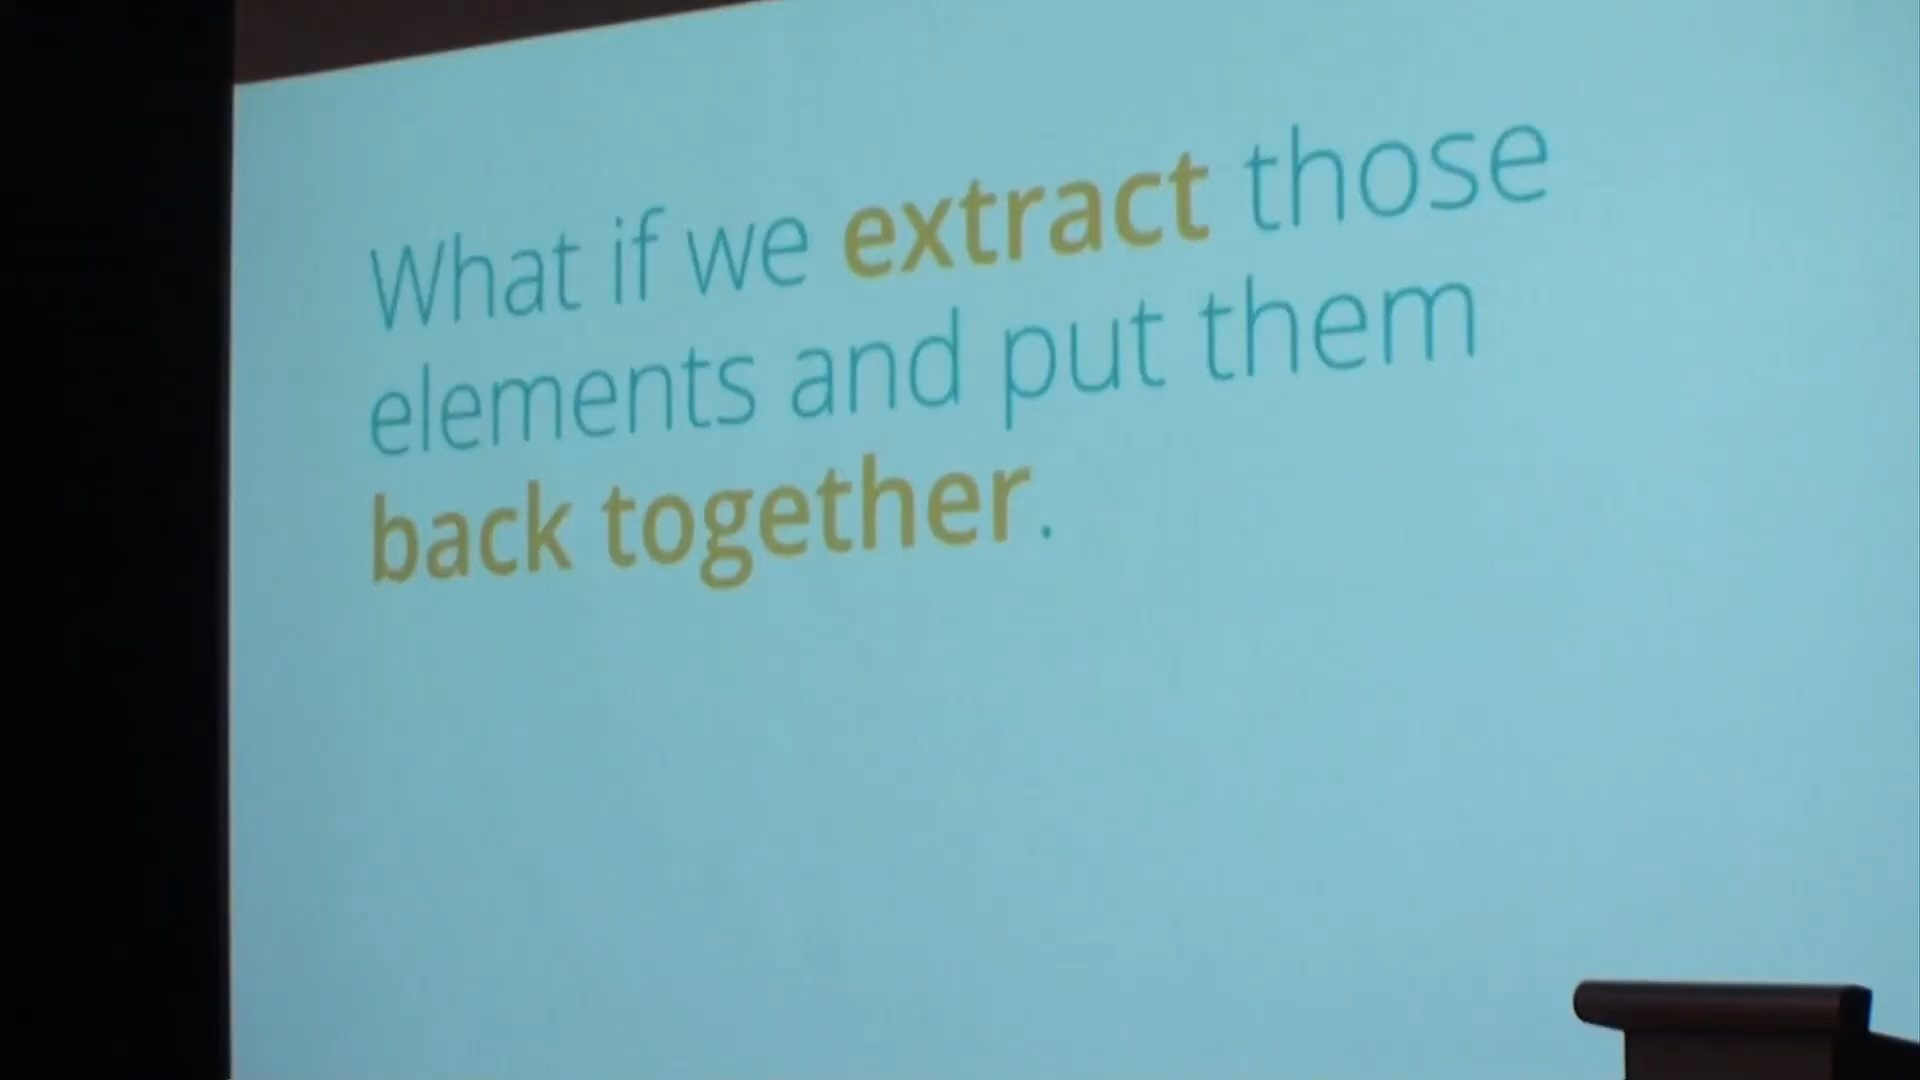 What if we extract those
elements and put them
back together.